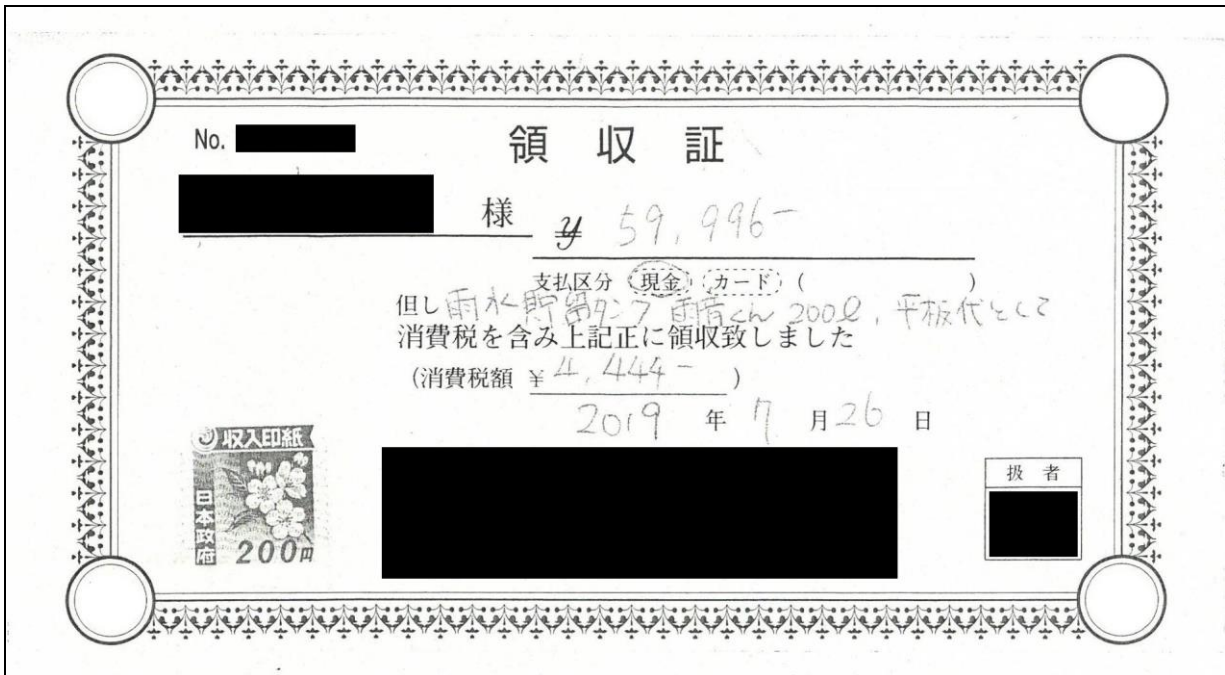 No.
領収証
様
¥ 59,996-
支払区分 現金 カード ( )
但し 雨水貯留タンク 雨音くん 200ℓ, 平板代として
消費税を含み上記正に領収致しました
(消費税額 ¥ 4,444- )
2019 年 7 月 26 日
収入印紙
日本政府
200円
扱者